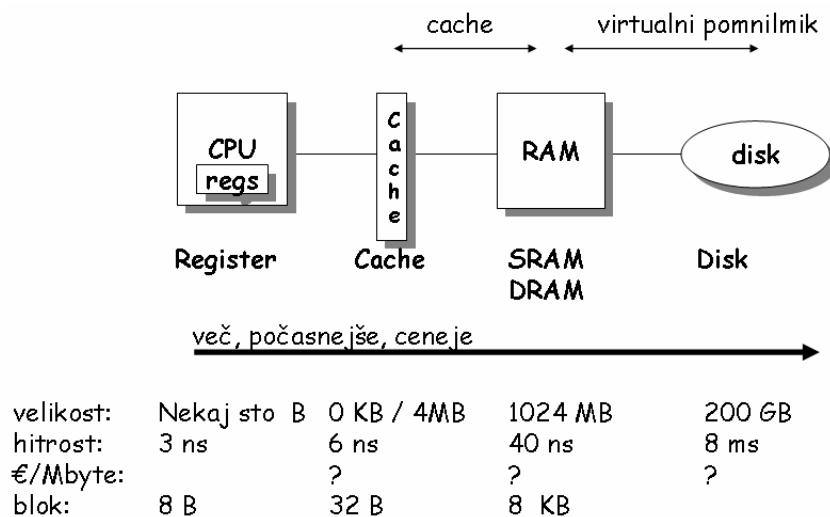 cache
virtualni pomnilmik
CPU
regs
Cache
RAM
disk
Register
Cache
SRAM
DRAM
Disk
več, počasnejše, ceneje
velikost: Nekaj sto B 0 KB / 4MB 1024 MB 200 GB
hitrost: 3 ns 6 ns 40 ns 8 ms
€/Mbyte: ? ? ?
blok: 8 B 32 B 8 KB